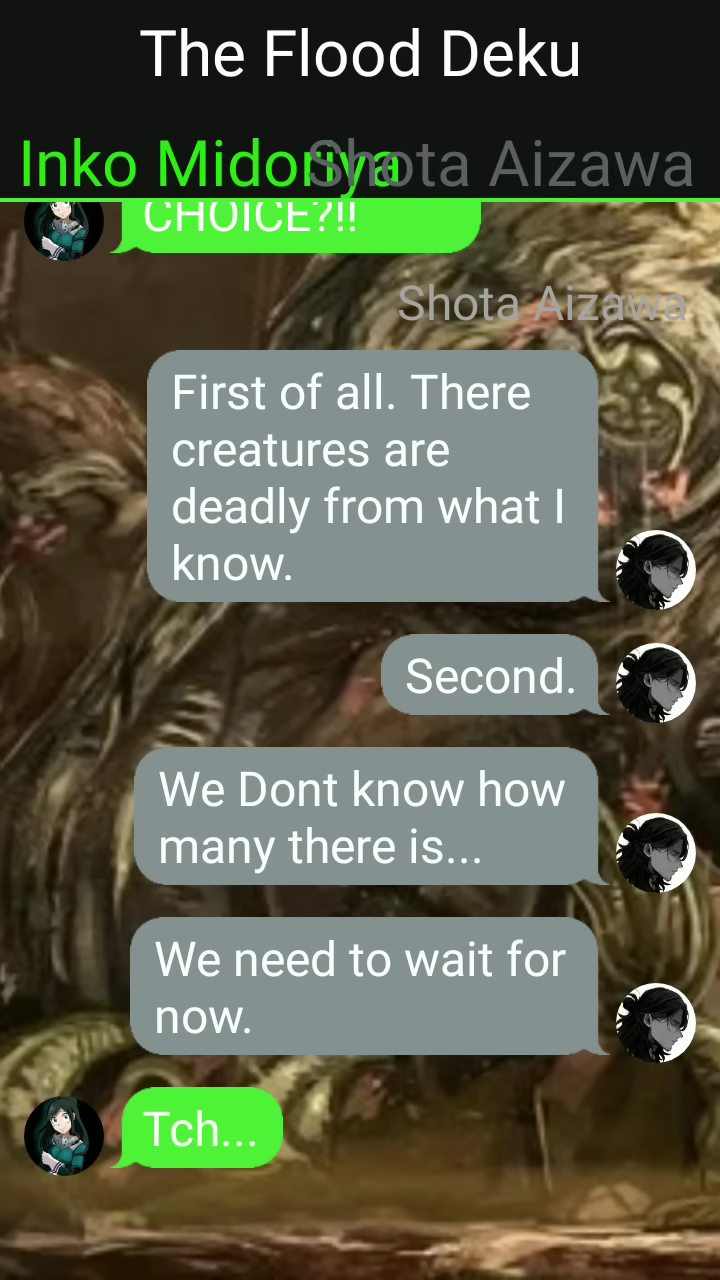 The Flood Deku
Inko Midoriya Shota Aizawa
CHOICE?!!
Shota Aizawa
First of all. There
creatures are
deadly from what I
know.
Second.
We Dont know how
many there is...
We need to wait for
now.
Tch...